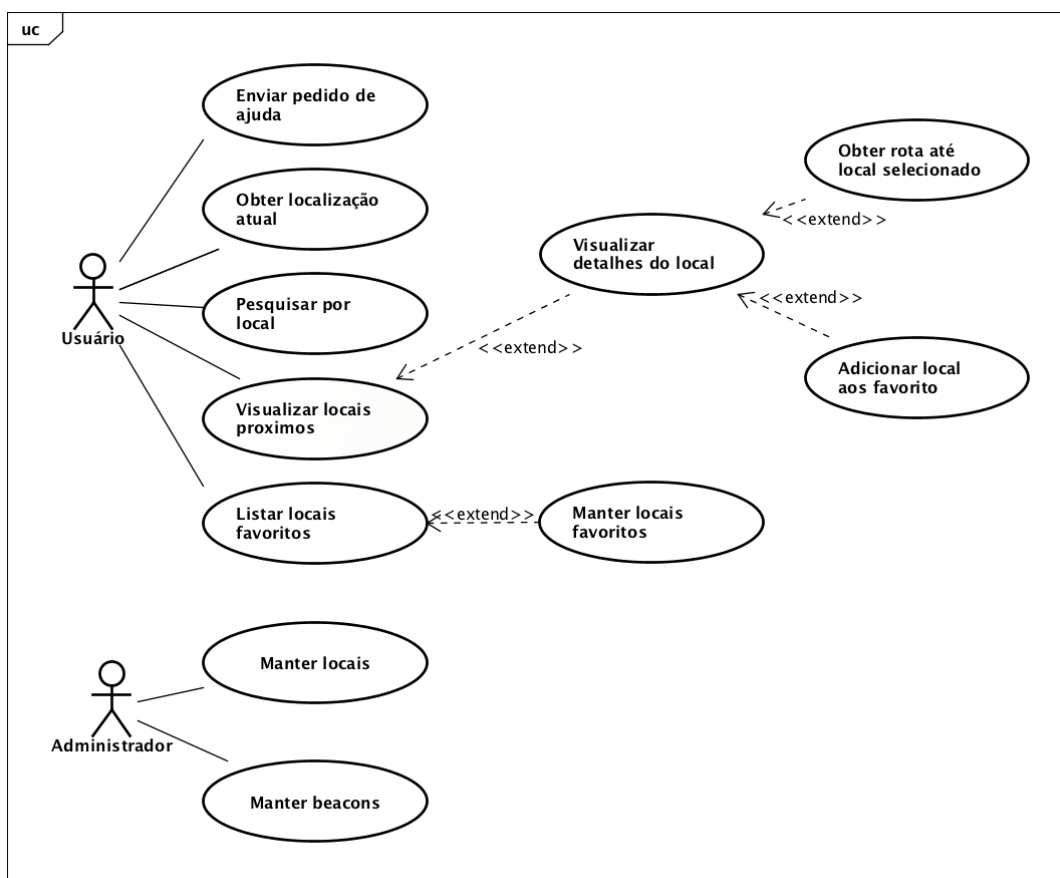 uc
Enviar pedido de
ajuda
Obter localização
atual
Pesquisar por
local
Visualizar locais
proximos
Listar locais
favoritos
Usuário
Visualizar
detalhes do local
<<extend>>
Obter rota até
local selecionado
<<extend>>
<<extend>>
Adicionar local
aos favorito
<<extend>>
Manter locais
favoritos
Manter locais
Administrador
Manter beacons